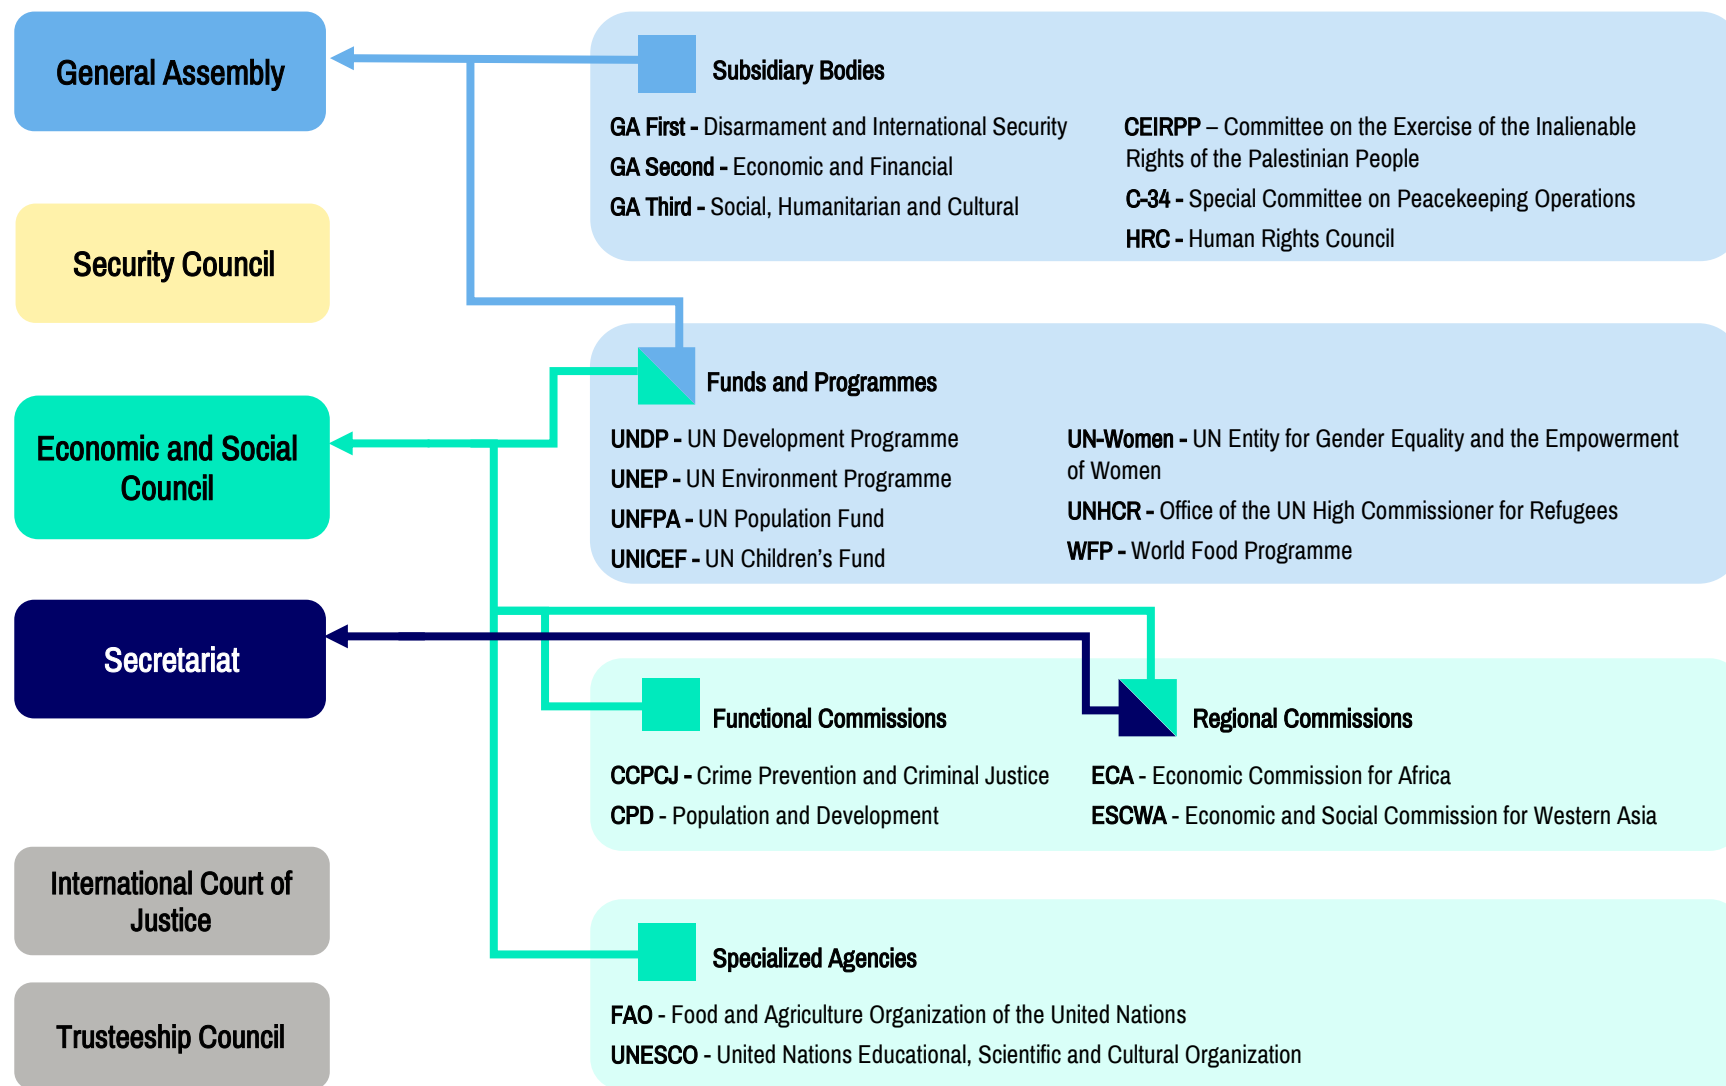 General Assembly
Security Council
Economic and Social
Council
Secretariat
International Court of
Justice
Trusteeship Council
Subsidiary Bodies
GA First - Disarmament and International Security
GA Second - Economic and Financial
GA Third - Social, Humanitarian and Cultural
CEIRPP – Committee on the Exercise of the Inalienable
Rights of the Palestinian People
C-34 - Special Committee on Peacekeeping Operations
HRC - Human Rights Council
Funds and Programmes
UNDP - UN Development Programme
UNEP - UN Environment Programme
UNFPA - UN Population Fund
UNICEF - UN Children’s Fund
UN-Women - UN Entity for Gender Equality and the Empowerment
of Women
UNHCR - Office of the UN High Commissioner for Refugees
WFP - World Food Programme
Functional Commissions
CCPCJ - Crime Prevention and Criminal Justice
CPD - Population and Development
Regional Commissions
ECA - Economic Commission for Africa
ESCWA - Economic and Social Commission for Western Asia
Specialized Agencies
FAO - Food and Agriculture Organization of the United Nations
UNESCO - United Nations Educational, Scientific and Cultural Organization